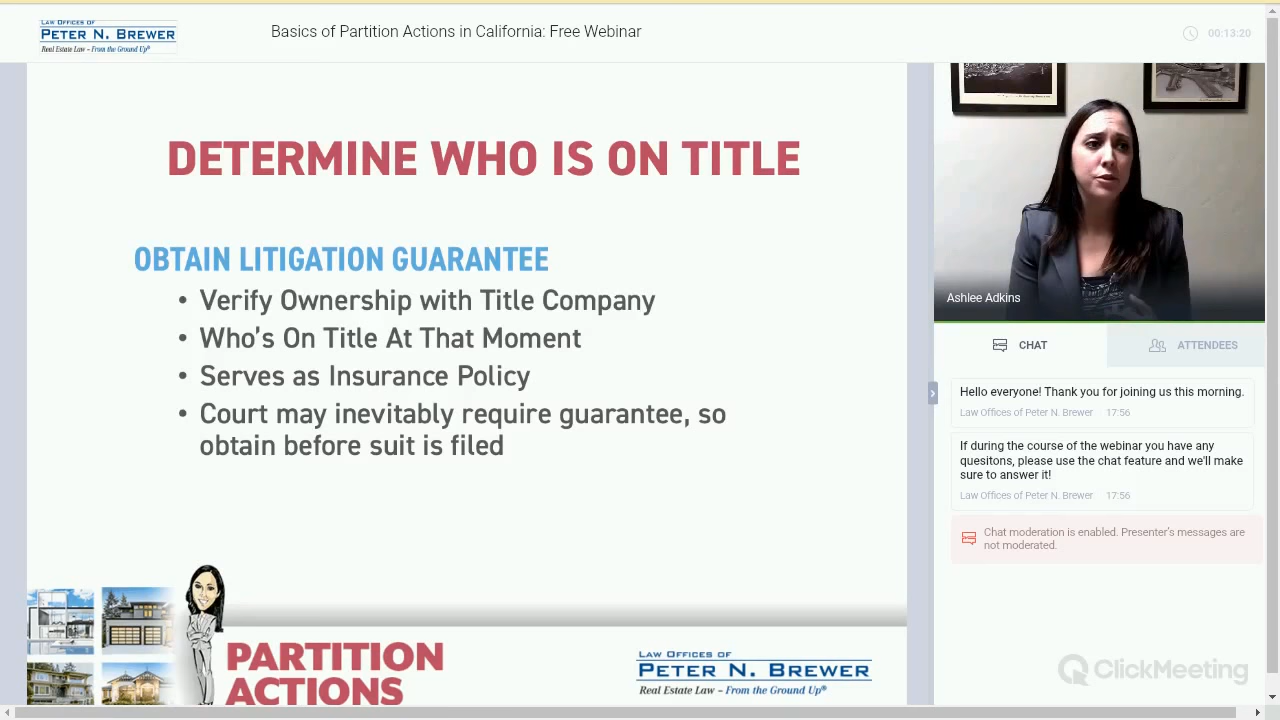 LAW OFFICES OF
PETER N. BREWER
Real Estate Law – From the Ground Up®
Basics of Partition Actions in California: Free Webinar
00:13:20
DETERMINE WHO IS ON TITLE
OBTAIN LITIGATION GUARANTEE
• Verify Ownership with Title Company
• Who's On Title At That Moment
• Serves as Insurance Policy
• Court may inevitably require guarantee, so
obtain before suit is filed
PARTITION
ACTIONS
LAW OFFICES OF
PETER N. BREWER
Real Estate Law – From the Ground Up®
Ashlee Adkins
CHAT
ATTENDEES
Hello everyone! Thank you for joining us this morning.
Law Offices of Peter N. Brewer 17:56
If during the course of the webinar you have any
quesitons, please use the chat feature and we'll make
sure to answer it!
Law Offices of Peter N. Brewer 17:56
Chat moderation is enabled. Presenter's messages are
not moderated.
ClickMeeting